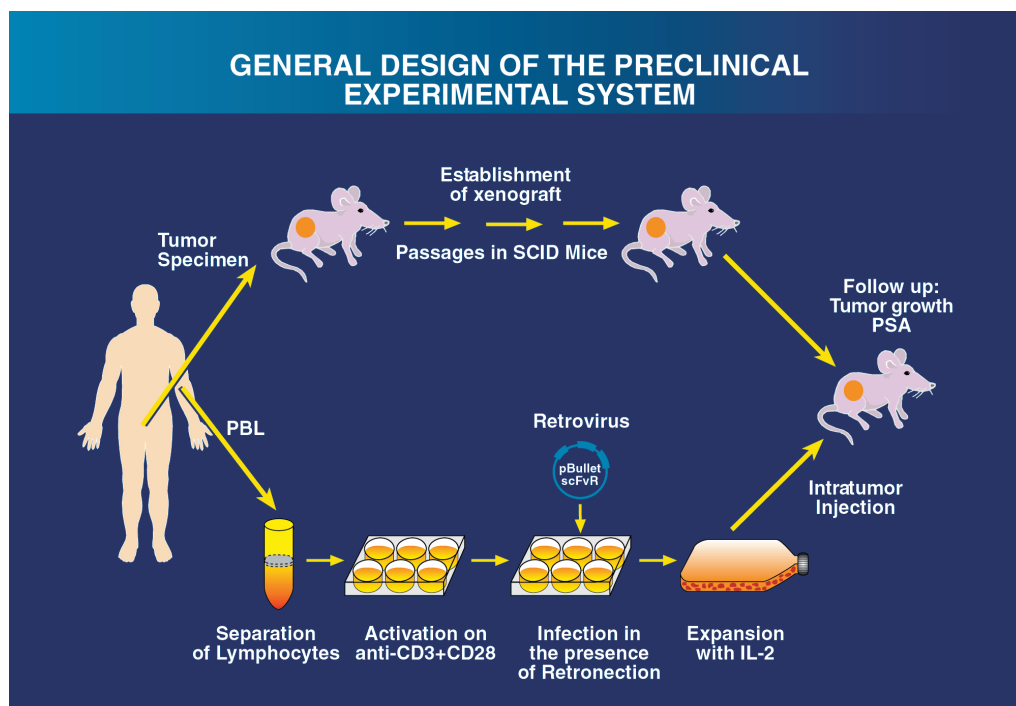 GENERAL DESIGN OF THE PRECLINICAL
EXPERIMENTAL SYSTEM
Establishment
of xenograft
Passages in SCID Mice
Tumor
Specimen
Follow up:
Tumor growth
PSA
PBL
Retrovirus
pBullet
scFvR
Intratumor
Injection
Separation
of Lymphocytes
Activation on
anti-CD3+CD28
Infection in
the presence
of Retronection
Expansion
with IL-2